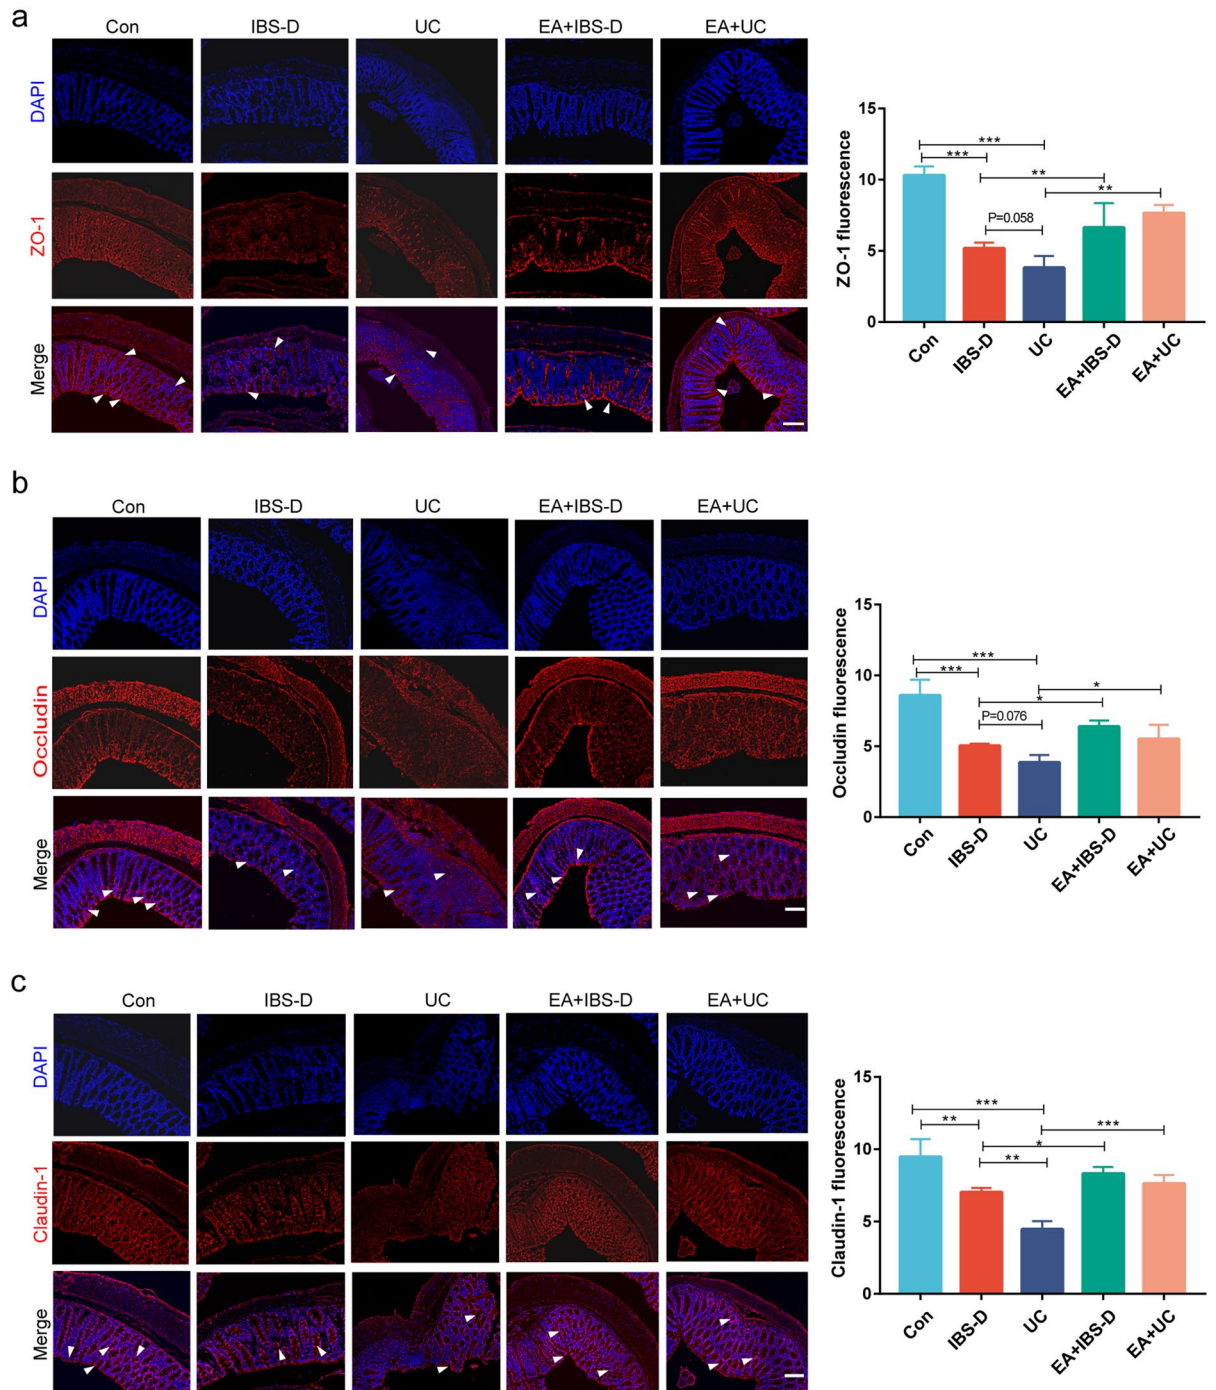 a
Con IBS-D UC EA+IBS-D EA+UC
DAPI
ZO-1
Merge
ZO-1 fluorescence
15
10
5
0
***
***
**
**
P=0.058
Con IBS-D UC EA+IBS-D EA+UC
b
Con IBS-D UC EA+IBS-D EA+UC
DAPI
Occludin
Merge
Occludin fluorescence
15
10
5
0
***
***
*
*
P=0.076
Con IBS-D UC EA+IBS-D EA+UC
c
Con IBS-D UC EA+IBS-D EA+UC
DAPI
Claudin-1
Merge
Claudin-1 fluorescence
15
10
5
0
***
**
***
*
**
Con IBS-D UC EA+IBS-D EA+UC